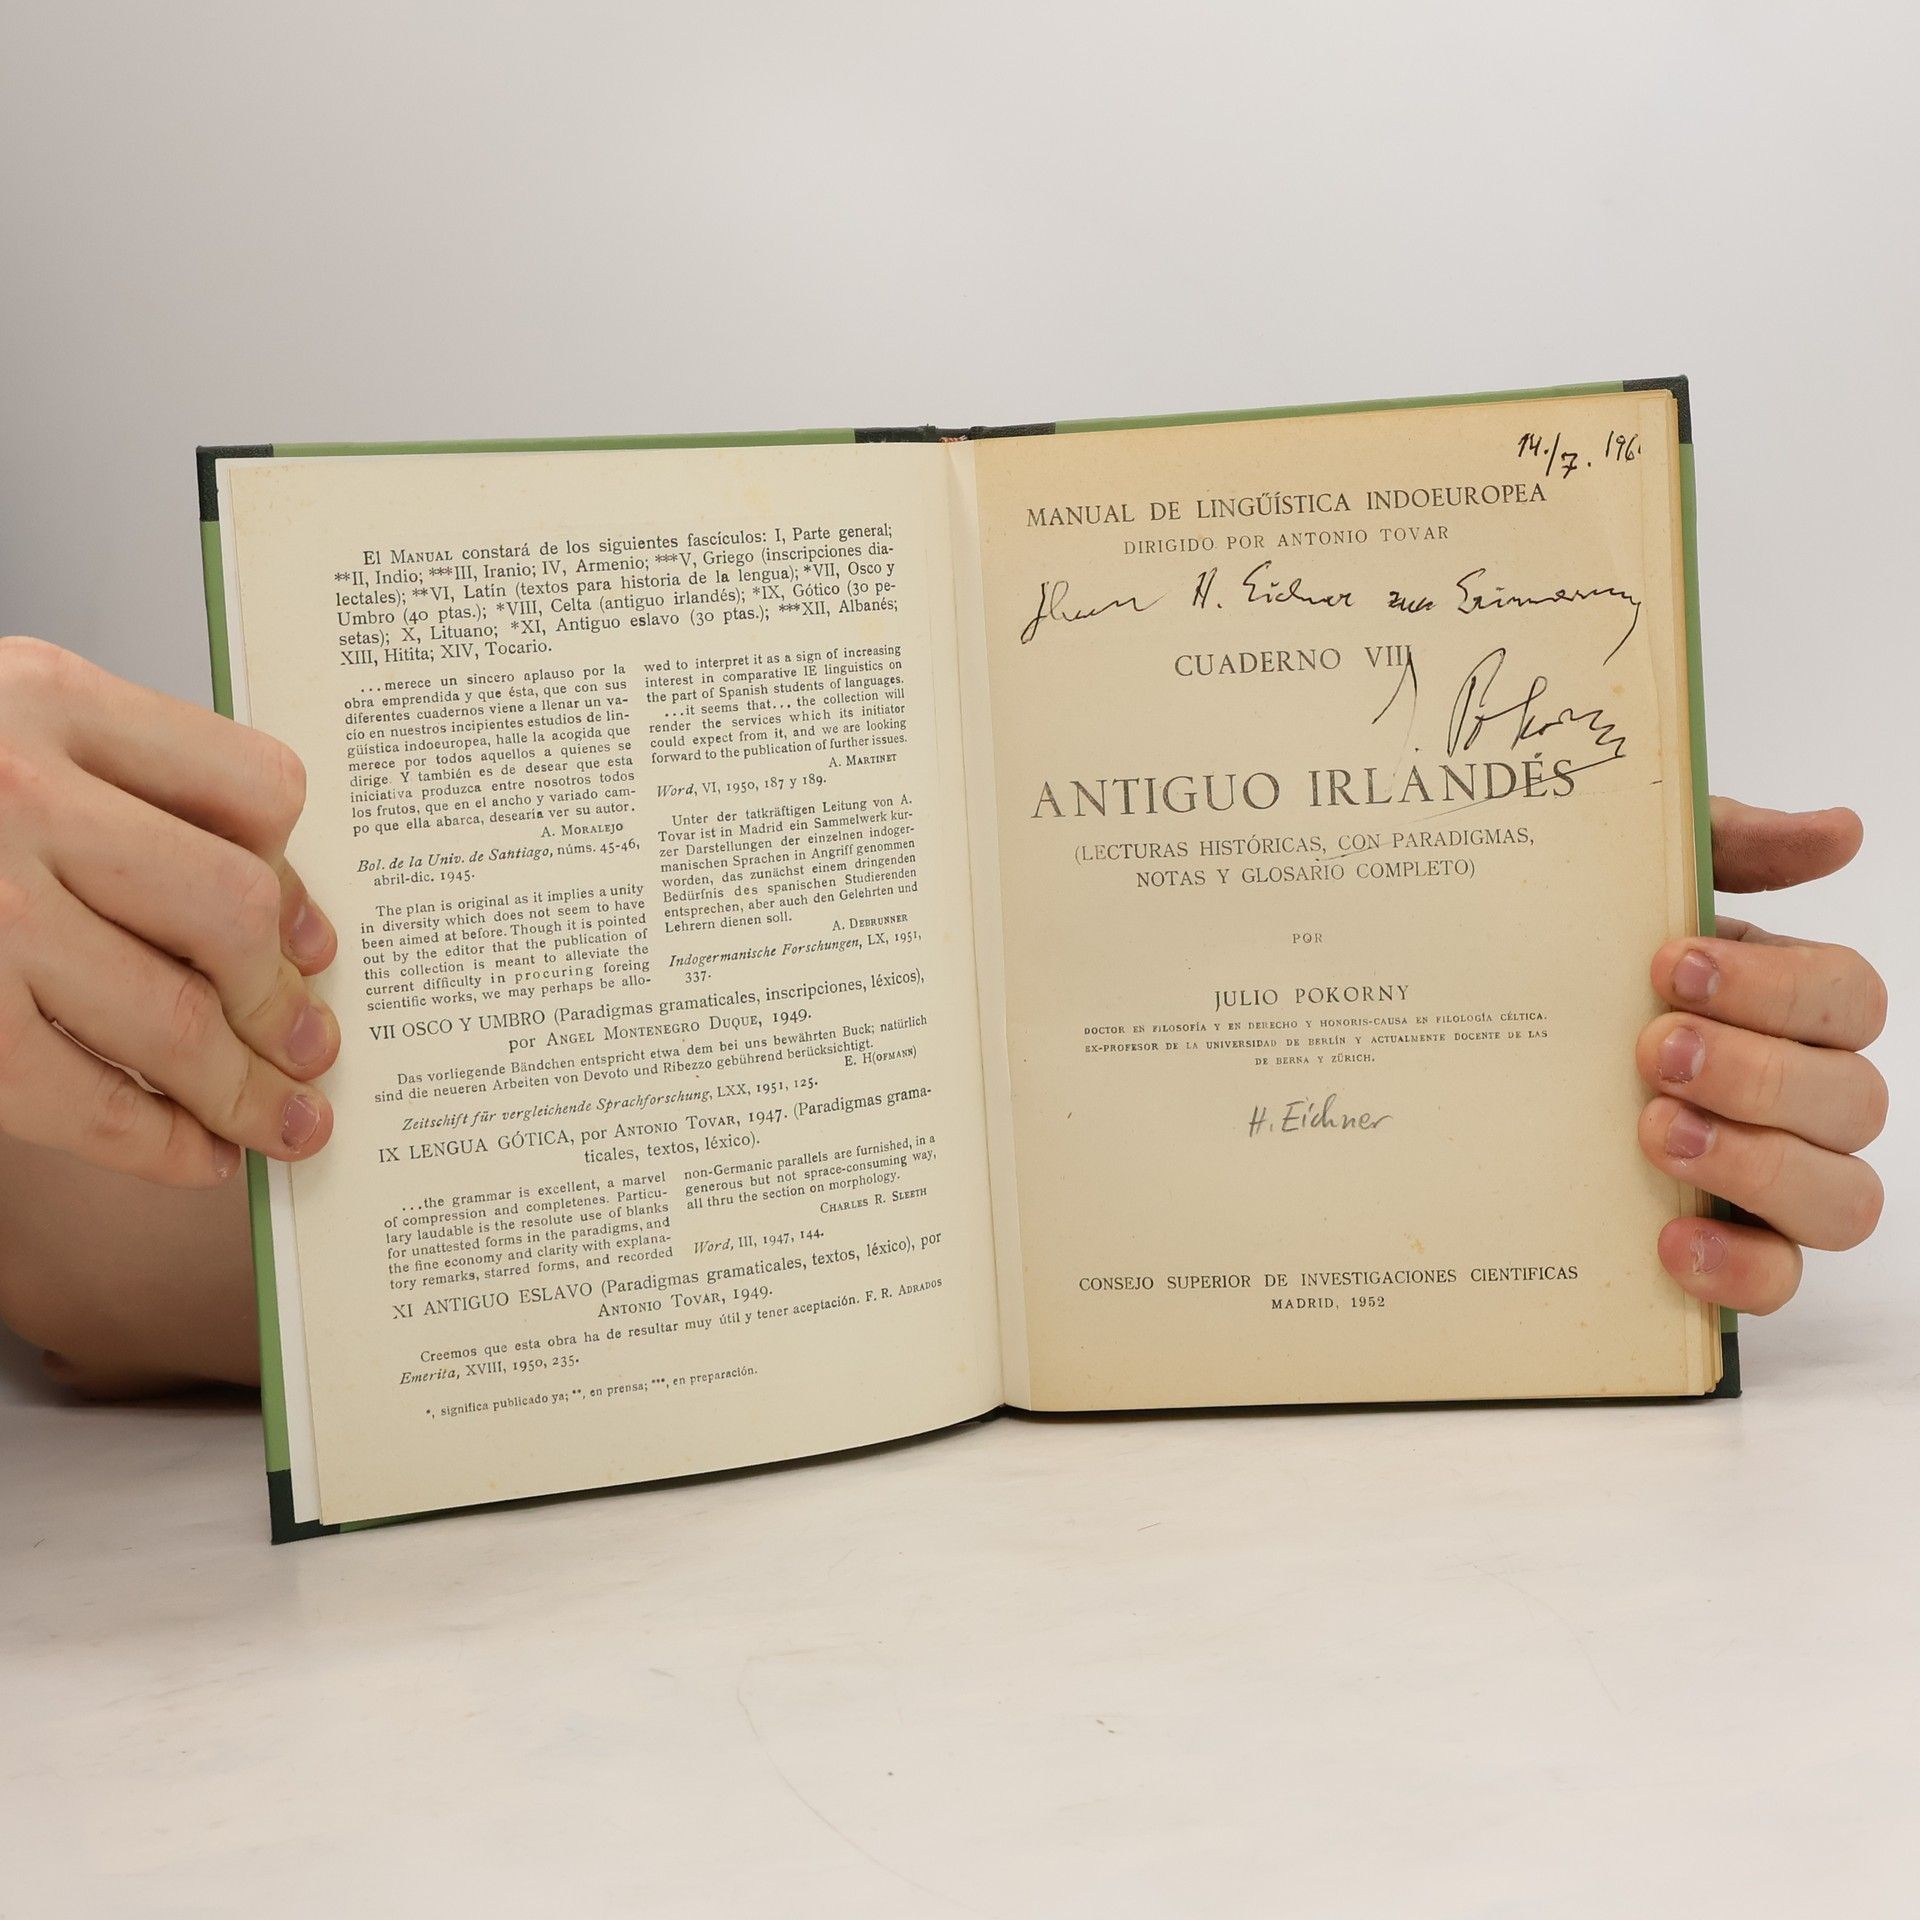 El MANUAL constará de los siguientes fascículos: I, Parte general;
**II, Indio; ***III, Iranio; IV, Armenio; ***V, Griego (inscripciones dia-
lectales); **VI, Latín (textos para historia de la lengua); *VII, Osco y
Umbro (40 ptas.); *VIII, Celta (antiguo irlandés); *IX, Gótico (30 pe-
setas); X, Lituano; *XI, Antiguo eslavo (30 ptas.); ***XII, Albanés;
XIII, Hitita; XIV, Tocario.
...merece un sincero aplauso por la
obra emprendida y que ésta, que con sus
diferentes cuadernos viene a llenar un va-
cío en nuestros incipientes estudios de lin-
güística indoeuropea, halle la acogida que
merece por todos aquellos a quienes se
dirige. Y también es de desear que esta
iniciativa produzca entre nosotros todos
los frutos, que en el ancho y variado cam-
po que ella abarca, desearía ver su autor.
A. MORALEJO
Bol. de la Univ. de Santiago, núms. 45-46,
abril-dic. 1945.
The plan is original as it implies a unity
in diversity which does not seem to have
been aimed at before. Though it is pointed
out by the editor that the publication of
this collection is meant to alleviate the
current difficulty in procuring foreing
scientific works, we may perhaps be allo-
wed to interpret it as a sign of increasing
interest in comparative IE linguistics on
the part of Spanish students of languages.
...it seems that... the collection will
render the services which its initiator
could expect from it, and we are looking
forward to the publication of further issues.
A. MARTINET
Word, VI, 1950, 187 y 189.
Unter der tatkräftigen Leitung von A.
Tovar ist in Madrid ein Sammelwerk kur-
zer Darstellungen der einzelnen indoger-
manischen Sprachen in Angriff genommen
worden, das zunächst einem dringenden
Bedürfnis des spanischen Studierenden
entsprechen, aber auch den Gelehrten und
Lehrern dienen soll.
A. DEBRUNNER
Indogermanische Forschungen, LX, 1951,
337.
VII OSCO Y UMBRO (Paradigmas gramaticales, inscripciones, léxicos),
por ANGEL MONTENEGRO DUQUE, 1949.
Das vorliegende Bändchen entspricht etwa dem bei uns bewährten Buck; natürlich
sind die neueren Arbeiten von Devoto und Ribezzo gebührend berücksichtigt.
E. H(OFMANN)
Zeitschift für vergleichende Sprachforschung, LXX, 1951, 125.
IX LENGUA GÓTICA, por ANTONIO TOVAR, 1947. (Paradigmas grama-
ticales, textos, léxico).
...the grammar is excellent, a marvel
of compression and completenes. Particu-
lary laudable is the resolute use of blanks
for unattested forms in the paradigms, and
the fine economy and clarity with explana-
tory remarks, starred forms, and recorded
non-Germanic parallels are furnished, in a
generous but not sprace-consuming way,
all thru the section on morphology.
CHARLES R. SLEETH
Word, III, 1947, 144.
XI ANTIGUO ESLAVO (Paradigmas gramaticales, textos, léxico), por
ANTONIO TOVAR, 1949.
Creemos que esta obra ha de resultar muy útil y tener aceptación. F. R. ADRADOS
Emerita, XVIII, 1950, 235.
*, significa publicado ya; **, en prensa; ***, en preparación.
14./7. 196
MANUAL DE LINGÜÍSTICA INDOEUROPEA
DIRIGIDO POR ANTONIO TOVAR
Herrn H. Eichner zur Erinnerung
CUADERNO VIII
J. Pokorny
ANTIGUO IRLANDÉS
(LECTURAS HISTÓRICAS, CON PARADIGMAS,
NOTAS Y GLOSARIO COMPLETO)
POR
JULIO POKORNY
DOCTOR EN FILOSOFÍA Y EN DERECHO Y HONORIS-CAUSA EN FILOLOGÍA CÉLTICA.
EX-PROFESOR DE LA UNIVERSIDAD DE BERLÍN Y ACTUALMENTE DOCENTE DE LAS
DE BERNA Y ZÜRICH.
H. Eichner
CONSEJO SUPERIOR DE INVESTIGACIONES CIENTIFICAS
MADRID, 1952